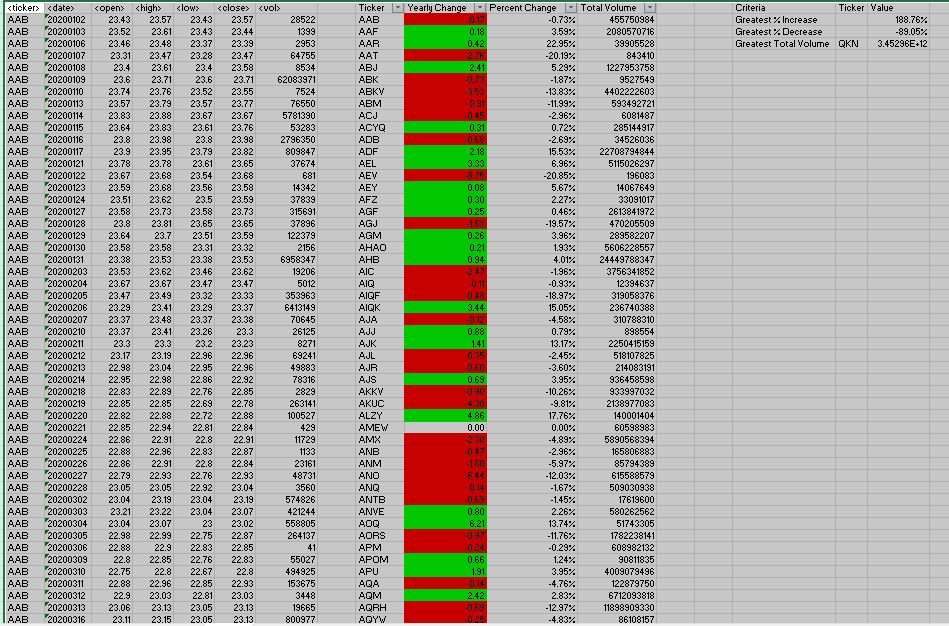 <ticker> <date> <open> <high> <low> <close> <vol> Ticker Yearly Change Percent Change Total Volume Criteria Ticker Value
AAB 20200102 23.43 23.57 23.43 23.57 28522 AAB -0.17 -0.73% 455750984 Greatest % Increase 188.76%
AAB 20200103 23.52 23.61 23.43 23.44 1399 AAF 0.18 3.59% 2080570716 Greatest % Decrease -89.05%
AAB 20200106 23.46 23.48 23.37 23.39 2953 AAR 0.42 22.95% 39905528 Greatest Total Volume QKN 3.45296E+12
AAB 20200107 23.31 23.47 23.28 23.47 64755 AAT -2.76 -20.19% 843410
AAB 20200108 23.4 23.61 23.4 23.58 8534 ABJ 2.41 5.29% 1227953758
AAB 20200109 23.6 23.71 23.6 23.71 62083971 ABK -0.73 -1.87% 9527549
AAB 20200110 23.74 23.76 23.52 23.55 7524 ABKV -3.53 -13.83% 4402222603
AAB 20200113 23.57 23.79 23.57 23.77 76550 ABM -0.91 -11.99% 593492721
AAB 20200114 23.83 23.88 23.67 23.67 5781390 ACJ -0.45 -2.96% 6081487
AAB 20200115 23.64 23.83 23.61 23.76 53283 ACYQ 0.31 0.72% 285144917
AAB 20200116 23.8 23.98 23.8 23.98 2796350 ADB -0.68 -2.69% 34526036
AAB 20200117 23.9 23.95 23.79 23.82 809847 ADF 2.18 15.53% 22708794844
AAB 20200121 23.78 23.78 23.61 23.65 37674 AEL 3.33 6.96% 5115026297
AAB 20200122 23.67 23.68 23.54 23.68 681 AEV -8.75 -20.85% 196083
AAB 20200123 23.59 23.68 23.56 23.58 14342 AEY 0.08 5.67% 14067649
AAB 20200124 23.51 23.62 23.5 23.59 37839 AFZ 0.30 2.27% 33091017
AAB 20200127 23.58 23.73 23.58 23.73 315691 AGF 0.25 0.46% 2613841972
AAB 20200128 23.8 23.81 23.65 23.65 37896 AGJ -1.63 -19.57% 470205509
AAB 20200129 23.64 23.7 23.51 23.59 122379 AGM 0.26 3.96% 289582207
AAB 20200130 23.58 23.58 23.31 23.32 2156 AHAO 0.21 1.93% 5606228557
AAB 20200131 23.38 23.53 23.38 23.53 6958347 AHB 0.94 4.01% 24449788347
AAB 20200203 23.53 23.62 23.46 23.62 19206 AIC -2.47 -1.96% 3756341852
AAB 20200204 23.67 23.67 23.47 23.47 5012 AIQ -0.11 -0.93% 12394637
AAB 20200205 23.47 23.49 23.32 23.33 353963 AIQF -0.48 -18.97% 319058376
AAB 20200206 23.29 23.41 23.29 23.37 6413149 AIQK 3.44 15.05% 236740388
AAB 20200207 23.37 23.48 23.37 23.38 70645 AJA -0.12 -4.58% 310788310
AAB 20200210 23.37 23.41 23.26 23.3 26125 AJJ 0.88 0.79% 898554
AAB 20200211 23.3 23.3 23.2 23.23 8271 AJK 1.41 13.17% 2250415159
AAB 20200212 23.17 23.19 22.96 22.96 69241 AJL -0.35 -2.45% 518107825
AAB 20200213 22.98 23.04 22.95 22.96 49883 AJR -0.60 -3.60% 214083191
AAB 20200214 22.95 22.98 22.86 22.92 78316 AJS 0.69 3.95% 936458598
AAB 20200218 22.83 22.89 22.76 22.85 2829 AKKV -0.90 -10.26% 933997032
AAB 20200219 22.85 22.85 22.69 22.78 263141 AKUC -4.30 -9.81% 2138977083
AAB 20200220 22.82 22.88 22.72 22.88 100527 ALZY 4.86 17.76% 140001404
AAB 20200221 22.85 22.94 22.81 22.84 429 AMEW 0.00 0.00% 60598983
AAB 20200224 22.86 22.91 22.8 22.91 11729 AMX -2.30 -4.89% 5890568394
AAB 20200225 22.88 22.96 22.83 22.87 1133 ANB -0.47 -2.96% 165806883
AAB 20200226 22.86 22.91 22.8 22.84 23161 ANM -1.60 -5.97% 85794389
AAB 20200227 22.79 22.93 22.76 22.93 48731 ANO -6.44 -12.03% 615588579
AAB 20200228 23.05 23.05 22.92 23.04 3560 ANQ -0.14 -1.67% 509030938
AAB 20200302 23.04 23.19 23.04 23.19 574826 ANTB -0.69 -1.45% 17619600
AAB 20200303 23.21 23.22 23.04 23.07 421244 ANVE 0.80 2.26% 580262562
AAB 20200304 23.04 23.07 23 23.02 558805 AOQ 6.21 13.74% 51743305
AAB 20200305 22.98 22.99 22.75 22.87 264137 AORS -0.97 -11.76% 1782238141
AAB 20200306 22.88 22.9 22.83 22.85 41 APM -0.24 -0.29% 608982132
AAB 20200309 22.8 22.85 22.76 22.83 55027 APOM 0.66 1.24% 90811835
AAB 20200310 22.75 22.8 22.67 22.8 494925 APU 1.91 3.95% 4009079496
AAB 20200311 22.88 22.96 22.85 22.93 153675 AQA -0.14 -4.76% 122879750
AAB 20200312 22.9 23.03 22.81 23.03 3448 AQM 2.42 2.83% 6712093818
AAB 20200313 23.06 23.13 23.05 23.13 19665 AQRH -0.69 -12.97% 11898909330
AAB 20200316 23.11 23.15 23.05 23.13 800977 AQYW -0.25 -4.83% 86108157